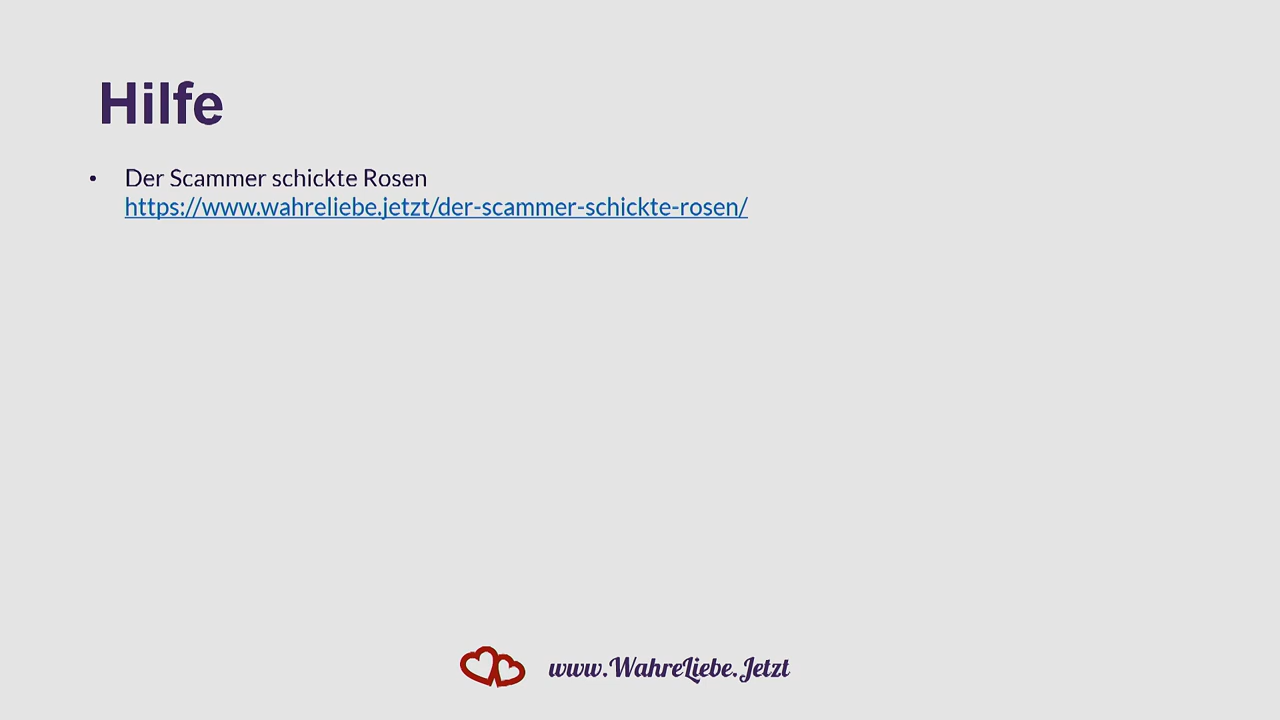 Hilfe
• Der Scammer schickte Rosen
https://www.wahreliebe.jetzt/der-scammer-schickte-rosen/
www.WahreLiebe.Jetzt